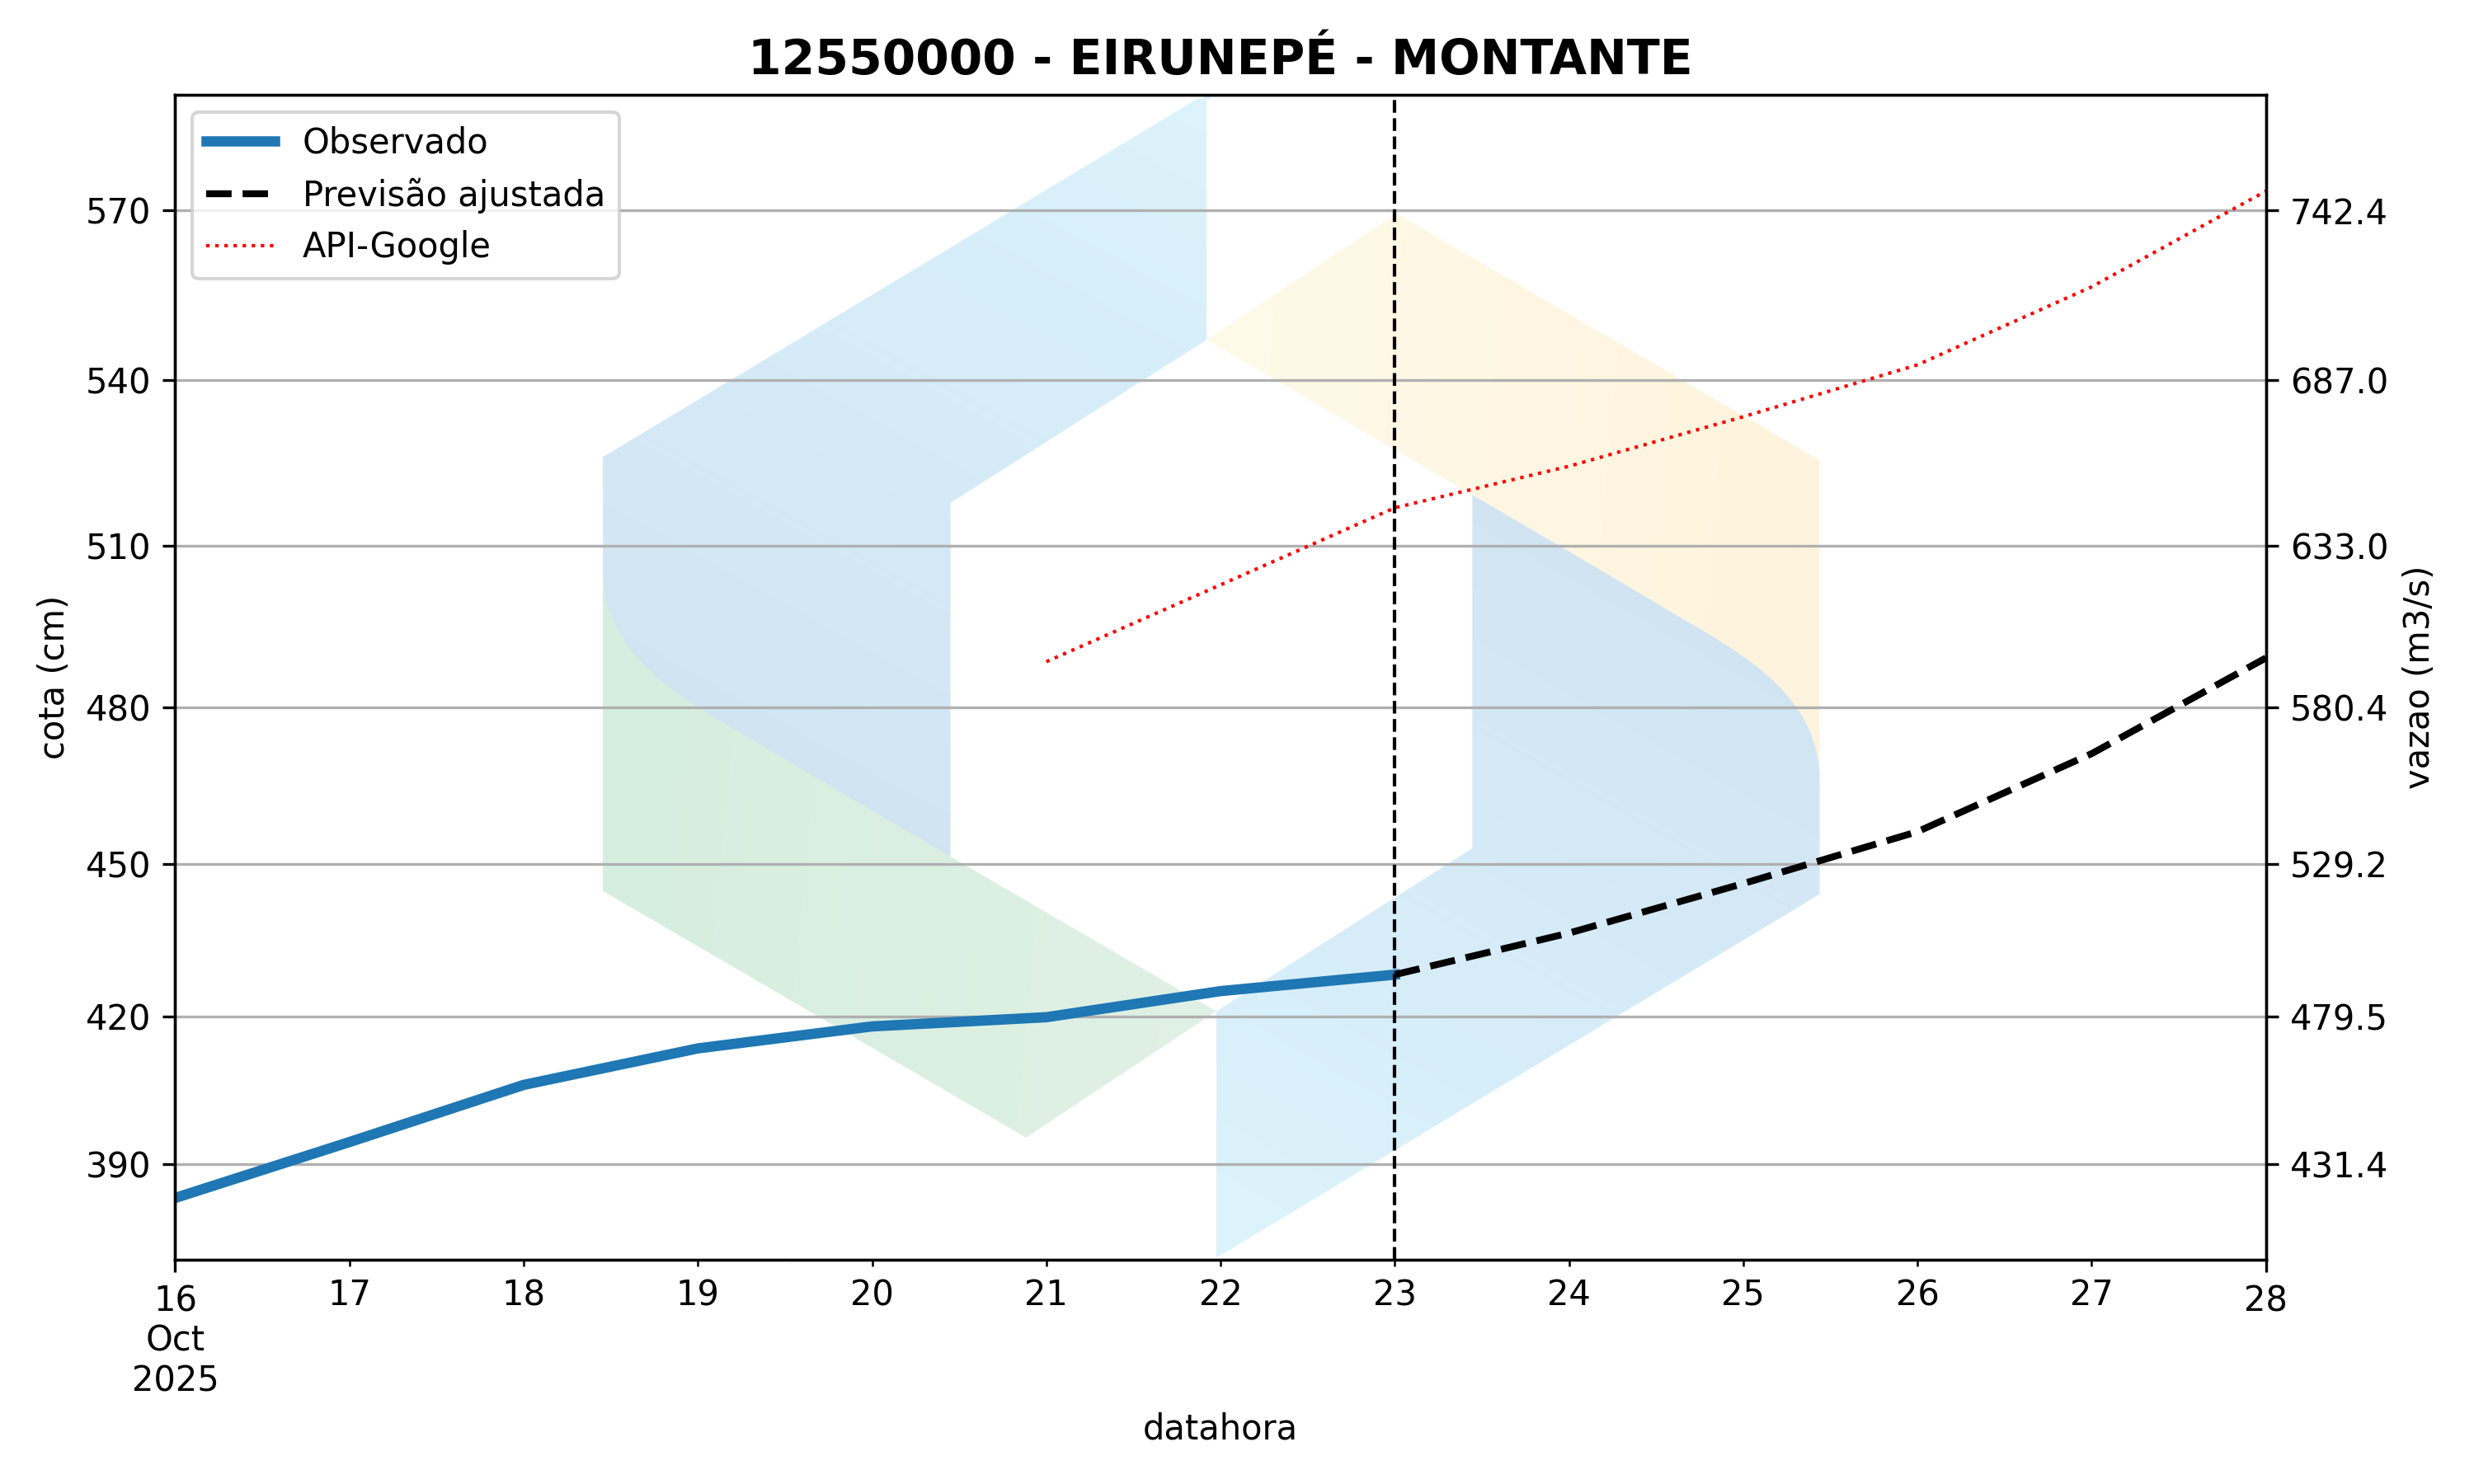 12550000 - EIRUNEPÉ - MONTANTE
Observado
Previsão ajustada
API-Google
570
540
510
480
450
420
390
cota (cm)
742.4
687.0
633.0
580.4
529.2
479.5
431.4
vazao (m3/s)
16 17 18 19 20 21 22 23 24 25 26 27 28
Oct
2025
datahora